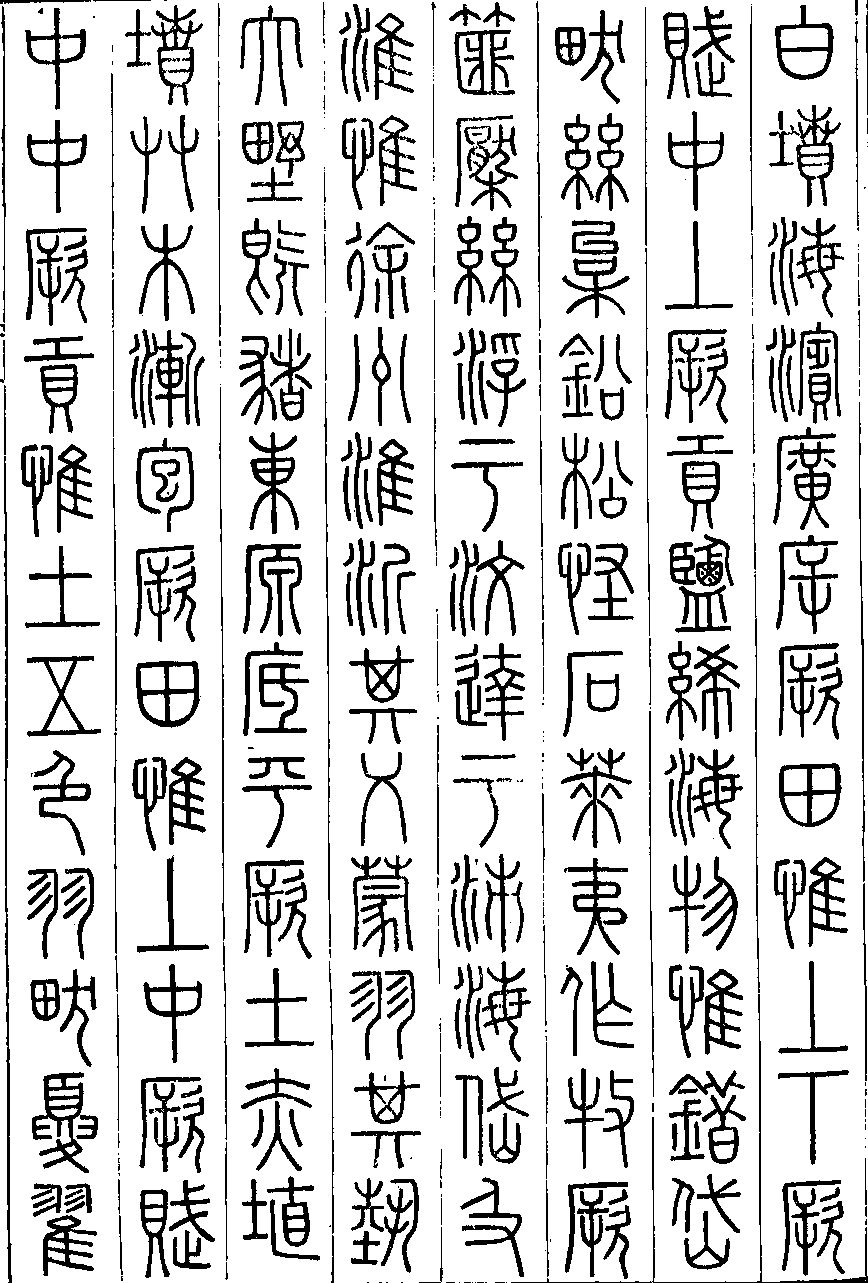 白墳海濱廣斥厥田惟上下厥
賦中上厥貢鹽絺海物惟錯岱
畎絲枲鉛松怪石萊夷作牧厥
篚檿絲浮于汶達于泲海岱及
淮惟徐州淮沂其乂蒙羽其藝
大野既豬東原厎平厥土赤埴
墳艸木漸包厥田惟上中厥賦
中中厥貢惟土五色羽畎夏翟